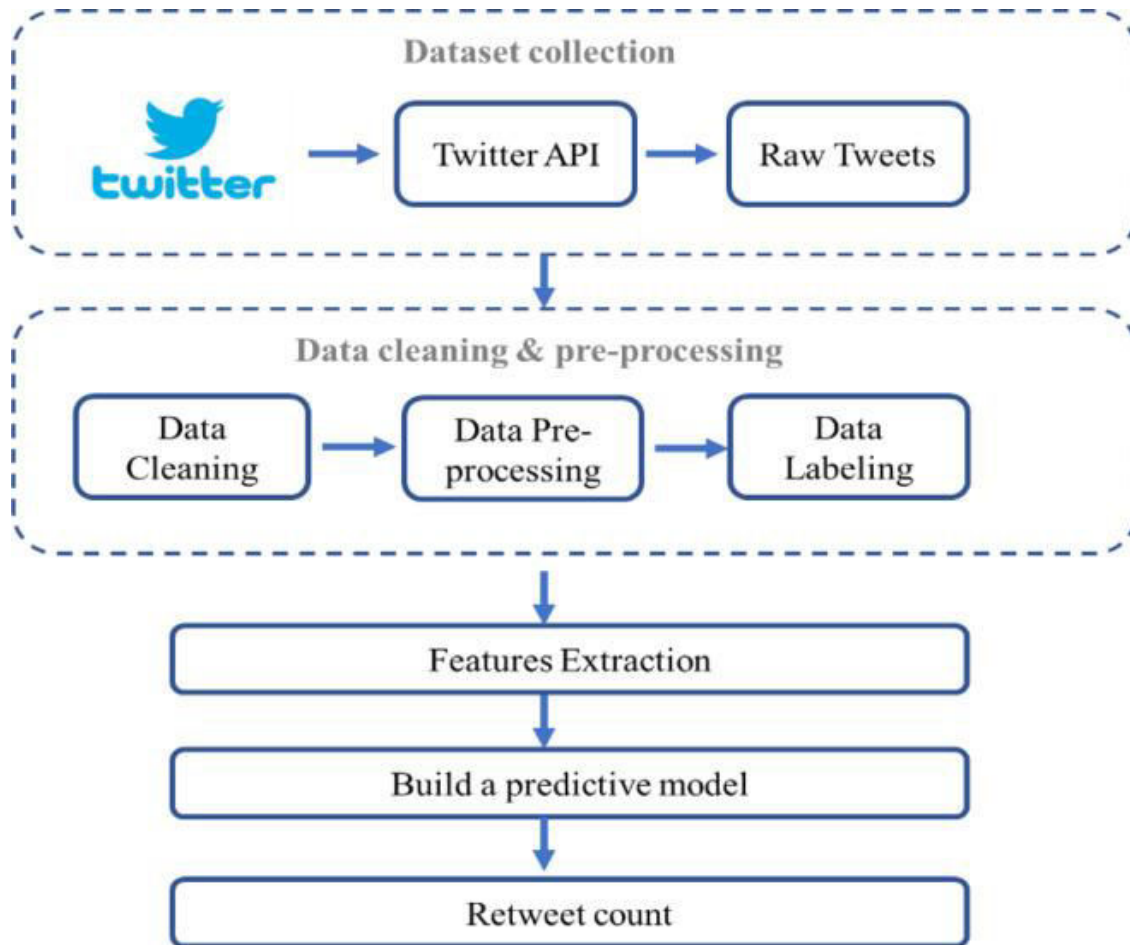 Dataset collection
twitter
Twitter API
Raw Tweets
Data cleaning & pre-processing
Data
Cleaning
Data Pre-
processing
Data
Labeling
Features Extraction
Build a predictive model
Retweet count